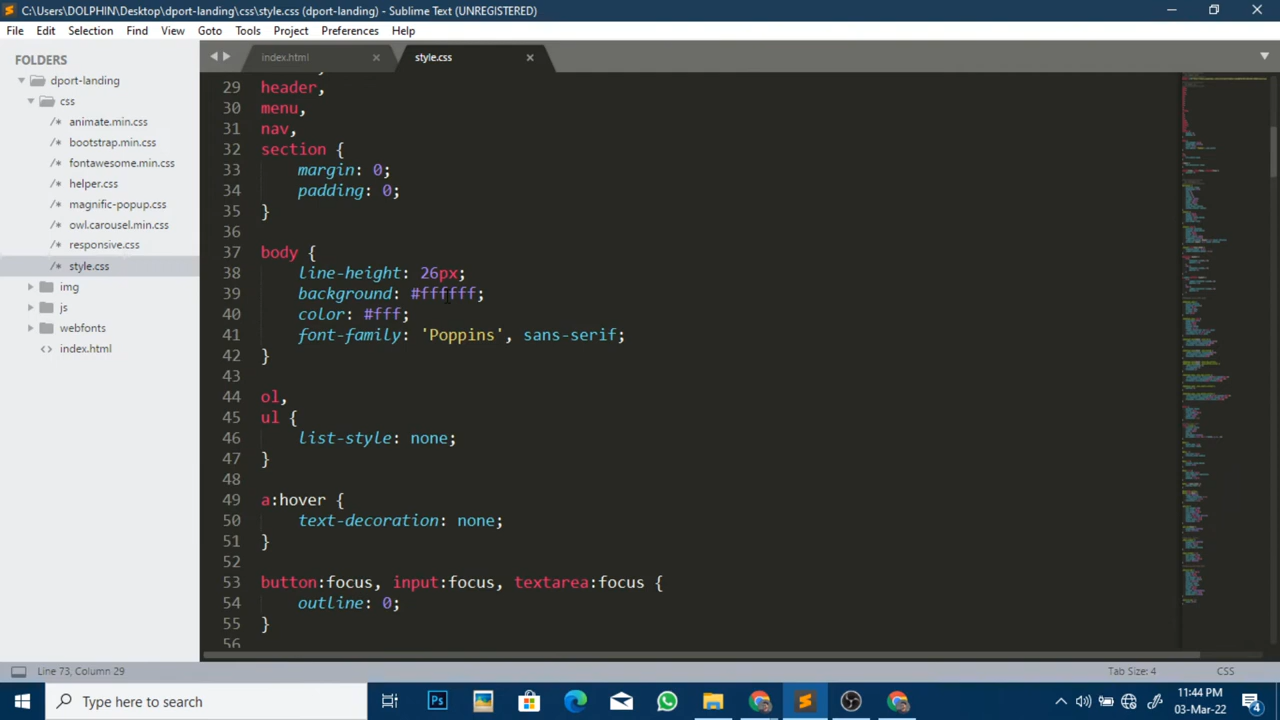 C:\Users\DOLPHIN\Desktop\dport-landing\css\style.css (dport-landing) - Sublime Text (UNREGISTERED)
File Edit Selection Find View Goto Tools Project Preferences Help
FOLDERS
dport-landing
css
/* animate.min.css
/* bootstrap.min.css
/* fontawesome.min.css
/* helper.css
/* magnific-popup.css
/* owl.carousel.min.css
/* responsive.css
/* style.css
img
js
webfonts
<> index.html
index.html
style.css
29 header,
30 menu,
31 nav,
32 section {
33 margin: 0;
34 padding: 0;
35 }
36
37 body {
38 line-height: 26px;
39 background: #ffffff;
40 color: #fff;
41 font-family: 'Poppins', sans-serif;
42 }
43
44 ol,
45 ul {
46 list-style: none;
47 }
48
49 a:hover {
50 text-decoration: none;
51 }
52
53 button:focus, input:focus, textarea:focus {
54 outline: 0;
55 }
56
Line 73, Column 29
Tab Size: 4
CSS
Type here to search
Ps
11:44 PM
03-Mar-22
4